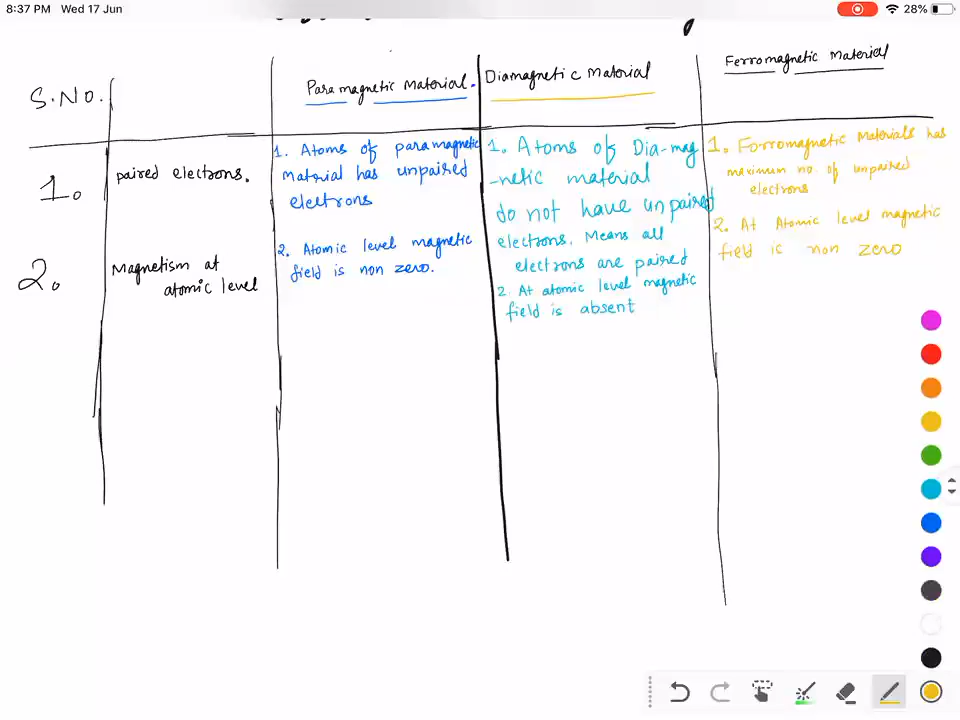 8:37 PM Wed 17 Jun
28%
S.No.
Paramagnetic Material.
Diamagnetic Material
Ferromagnetic Material
1.
paired electrons.
1. Atoms of paramagnetic
material has unpaired
electrons
1. Atoms of Dia-mag
-netic material
do not have unpaired
electrons. Means all
electrons are paired
1. Ferromagnetic Materials has
maximum no. of unpaired
electrons
2.
Magnetism at
atomic level
2. Atomic level magnetic
field is non zero.
2. At atomic level magnetic
field is absent
2. At Atomic level magnetic
field is non zero